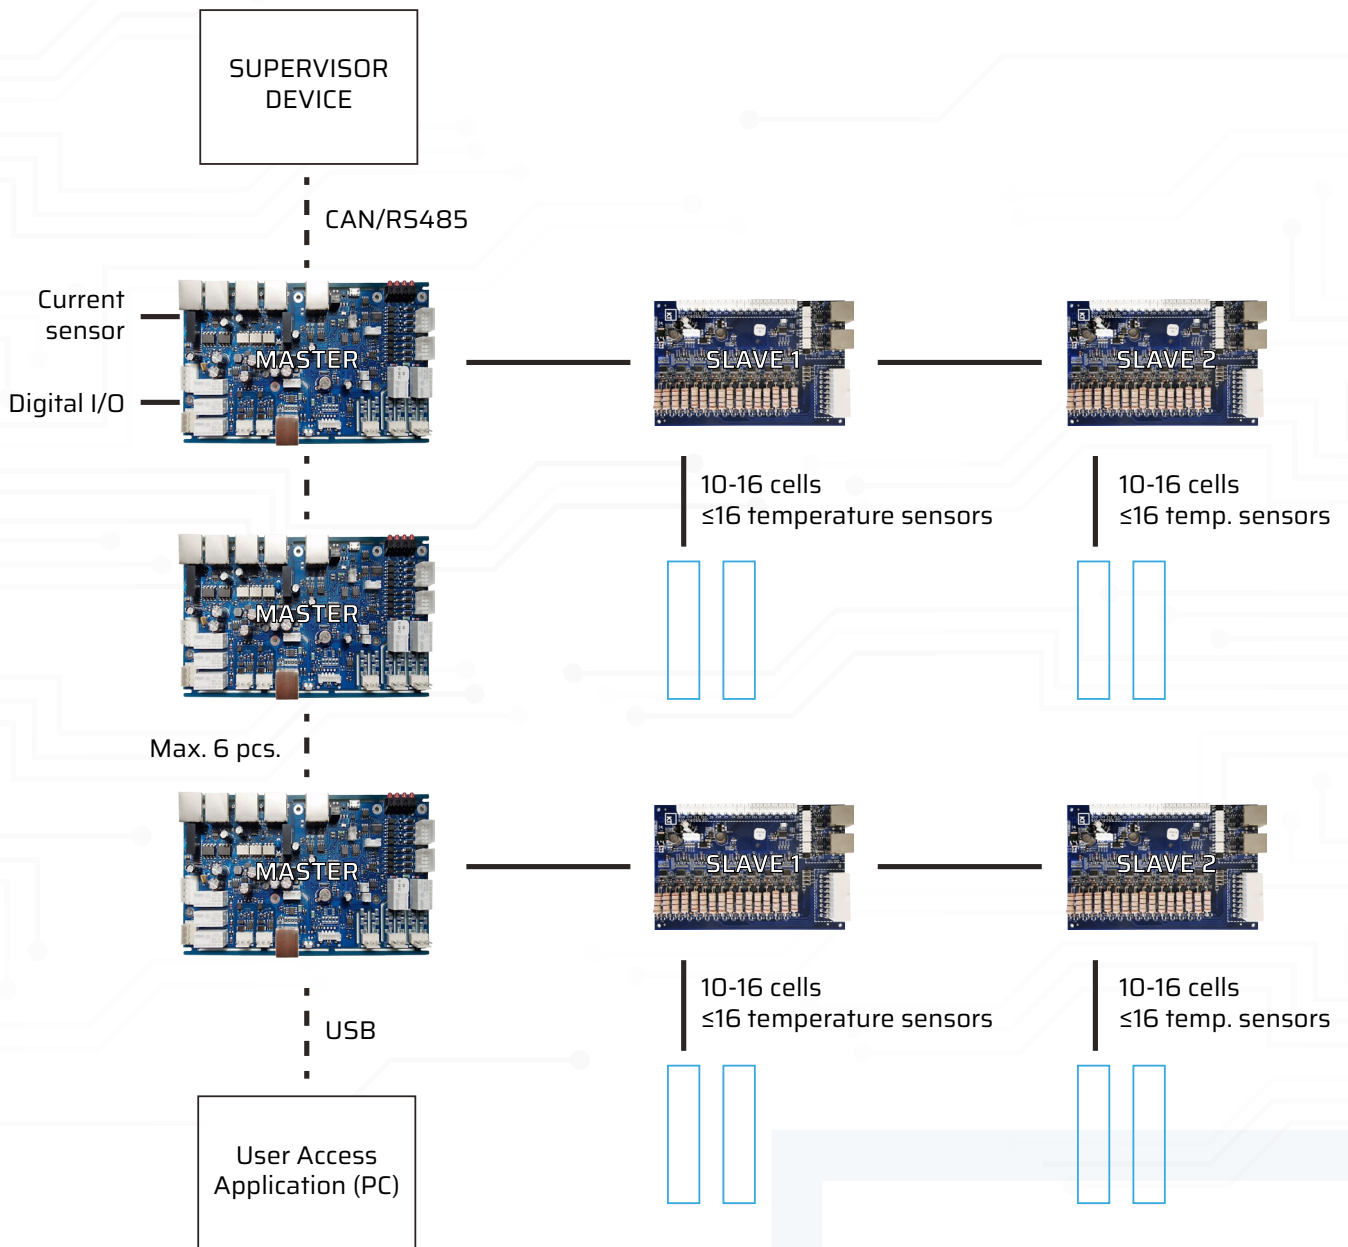 SUPERVISOR
DEVICE
CAN/RS485
Current
sensor
Digital I/O
MASTER
SLAVE 1
SLAVE 2
10-16 cells
≤16 temperature sensors
10-16 cells
≤16 temp. sensors
MASTER
Max. 6 pcs.
MASTER
SLAVE 1
SLAVE 2
10-16 cells
≤16 temperature sensors
10-16 cells
≤16 temp. sensors
USB
User Access
Application (PC)